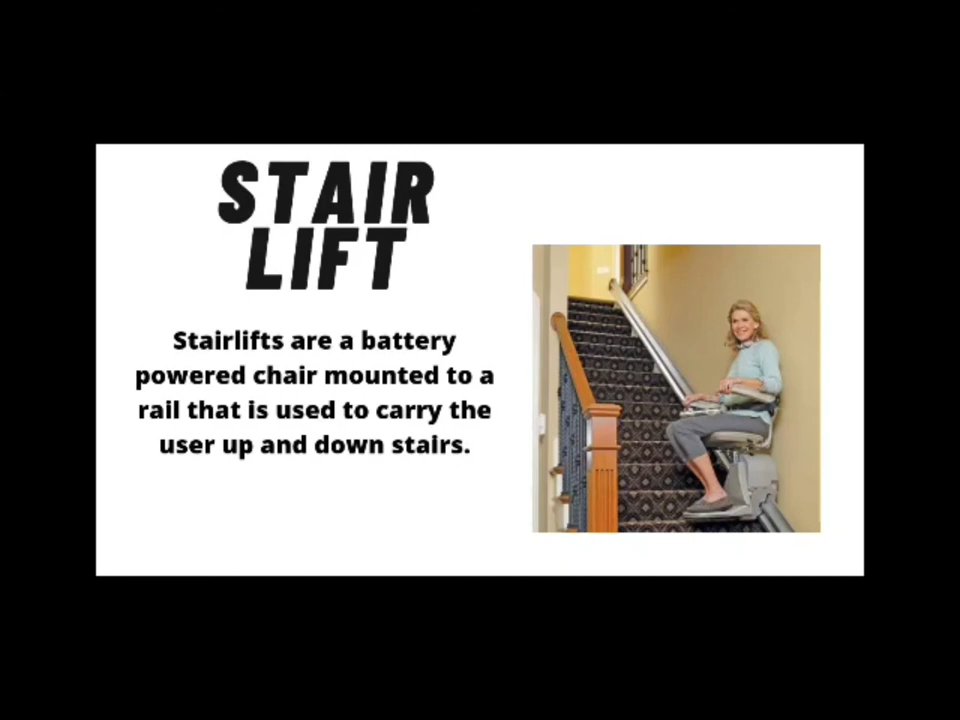 STAIR
LIFT
Stairlifts are a battery
powered chair mounted to a
rail that is used to carry the
user up and down stairs.